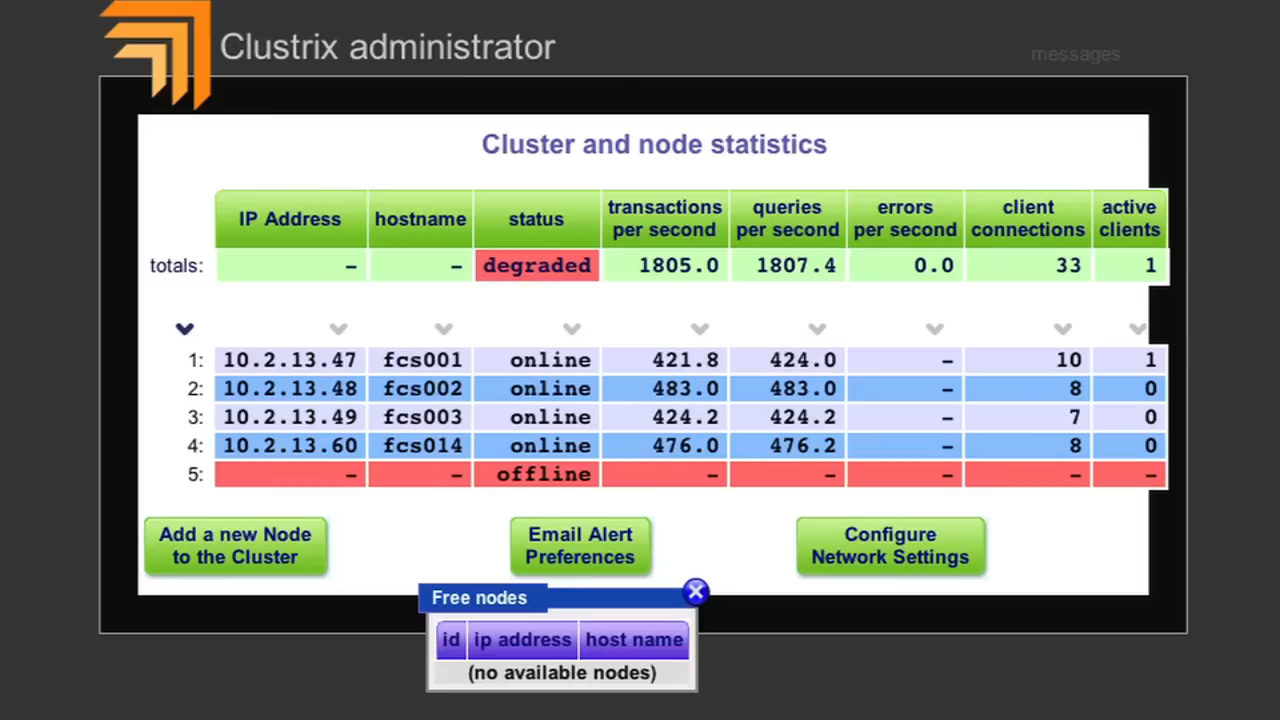 Clustrix administrator
messages
Cluster and node statistics
IP Address hostname status transactions per second queries per second errors per second client connections active clients
totals: – – degraded 1805.0 1807.4 0.0 33 1
1: 10.2.13.47 fcs001 online 421.8 424.0 – 10 1
2: 10.2.13.48 fcs002 online 483.0 483.0 – 8 0
3: 10.2.13.49 fcs003 online 424.2 424.2 – 7 0
4: 10.2.13.60 fcs014 online 476.0 476.2 – 8 0
5: – – offline – – – – –
Add a new Node
to the Cluster
Email Alert
Preferences
Configure
Network Settings
Free nodes
id ip address host name
(no available nodes)